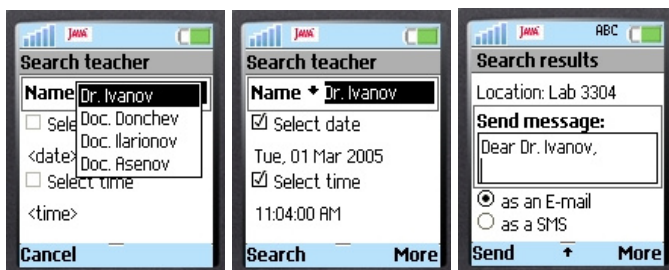 JAVA
Search teacher
Name
Dr. Ivanov
Sele
Doc. Donchev
Doc. Ilarionov
<date>
Doc. Asenov
Select time
<time>
Cancel
JAVA
Search teacher
Name Dr. Ivanov
Select date
Tue, 01 Mar 2005
Select time
11:04:00 AM
Search More
JAVA ABC
Search results
Location: Lab 3304
Send message:
Dear Dr. Ivanov,
as an E-mail
as a SMS
Send More